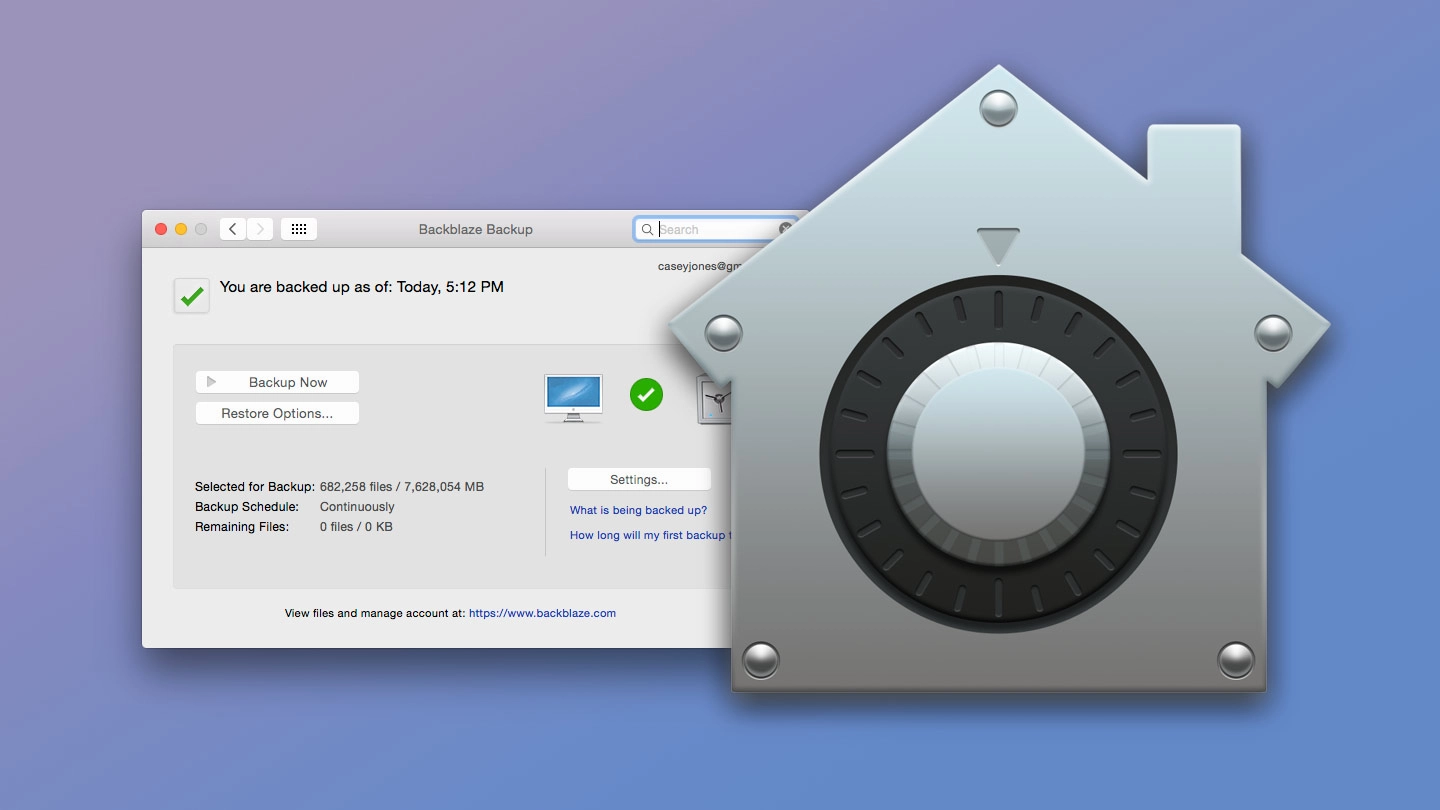 Backblaze Backup
Search
caseyjones@gm
You are backed up as of: Today, 5:12 PM
Backup Now
Restore Options...
Selected for Backup: 682,258 files / 7,628,054 MB
Backup Schedule: Continuously
Remaining Files: 0 files / 0 KB
Settings...
What is being backed up?
How long will my first backup
View files and manage account at: https://www.backblaze.com